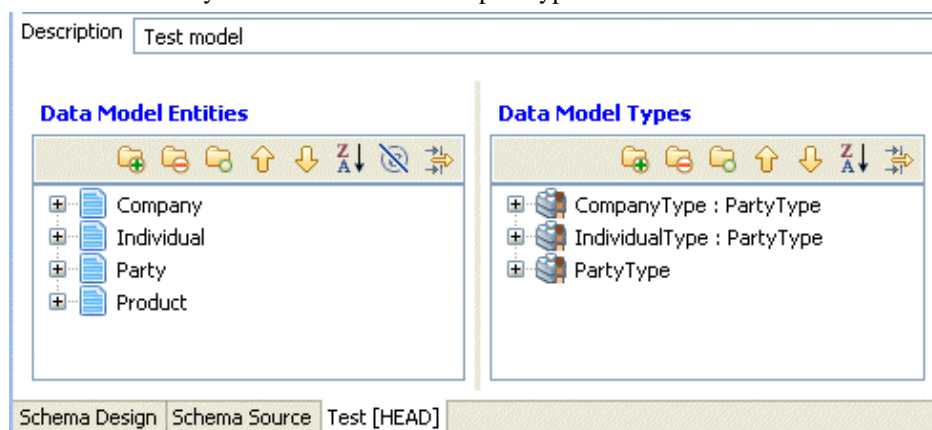 Description Test model
Data Model Entities
Company
Individual
Party
Product
Data Model Types
CompanyType : PartyType
IndividualType : PartyType
PartyType
Schema Design Schema Source Test [HEAD]